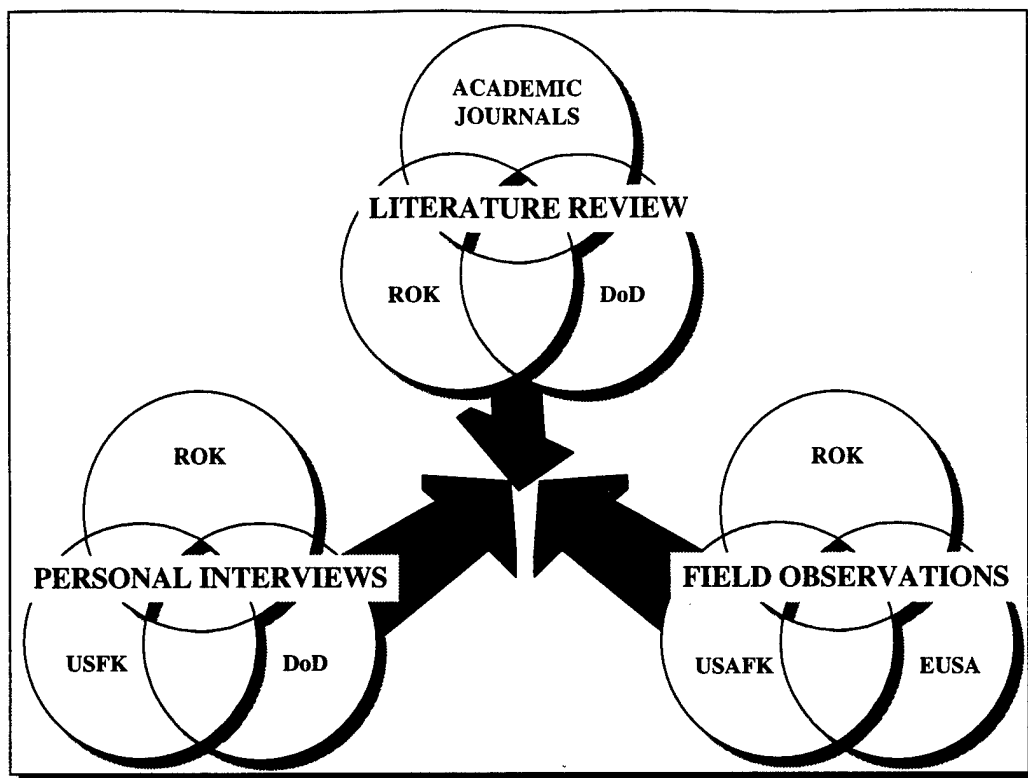 ACADEMIC
JOURNALS
LITERATURE REVIEW
ROK
DoD
ROK
PERSONAL INTERVIEWS
USFK
DoD
ROK
FIELD OBSERVATIONS
USAFK
EUSA